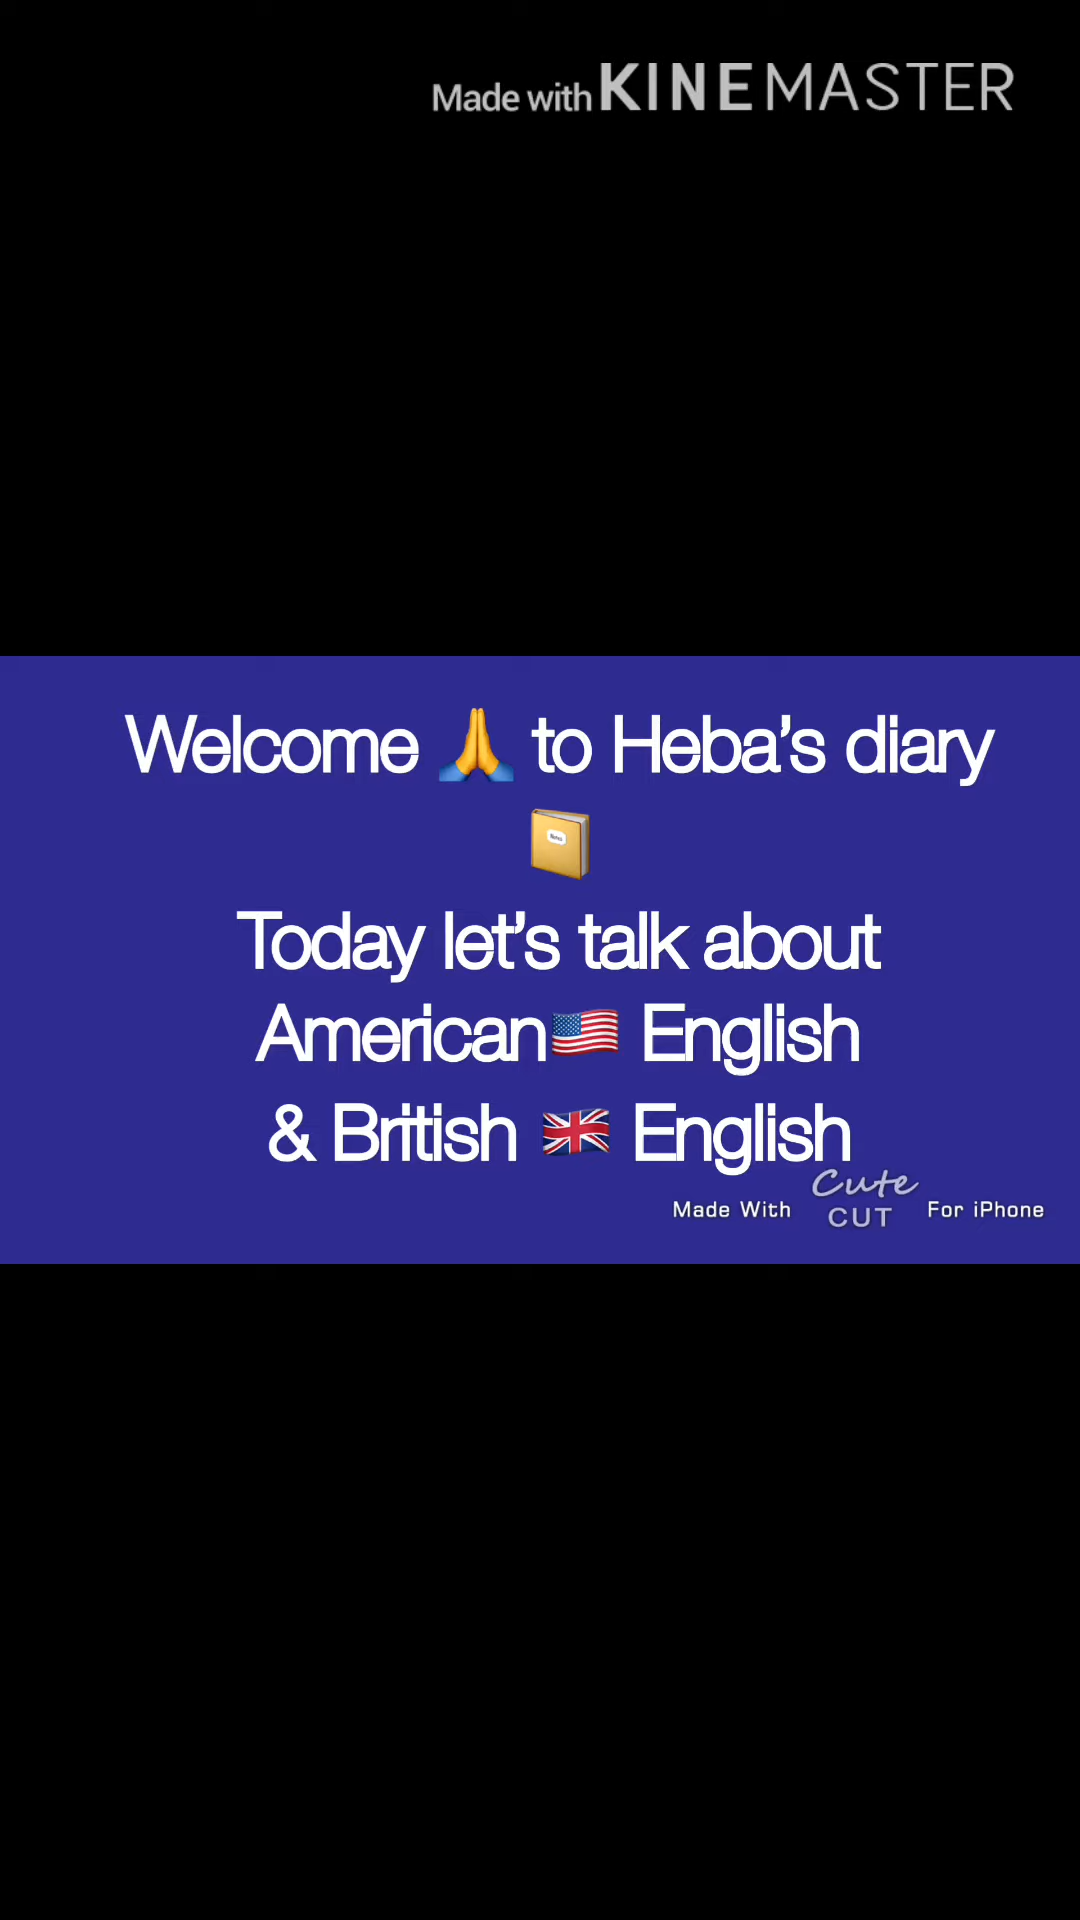 Made with KINEMASTER
Welcome 🙏 to Heba’s diary
📔
Today let’s talk about
American🇺🇸 English
& British 🇬🇧 English
Made With Cute CUT For iPhone